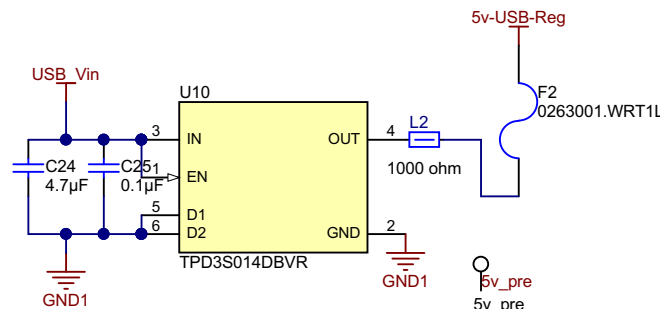 5v-USB-Reg
USB_Vin
U10
F2
0263001.WRT1L
3
IN
OUT
4
L2
C24
4.7µF
C25
0.1µF
1
EN
1000 ohm
5
D1
6
D2
GND
2
TPD3S014DBVR
GND1
GND1
5v_pre
5v_pre